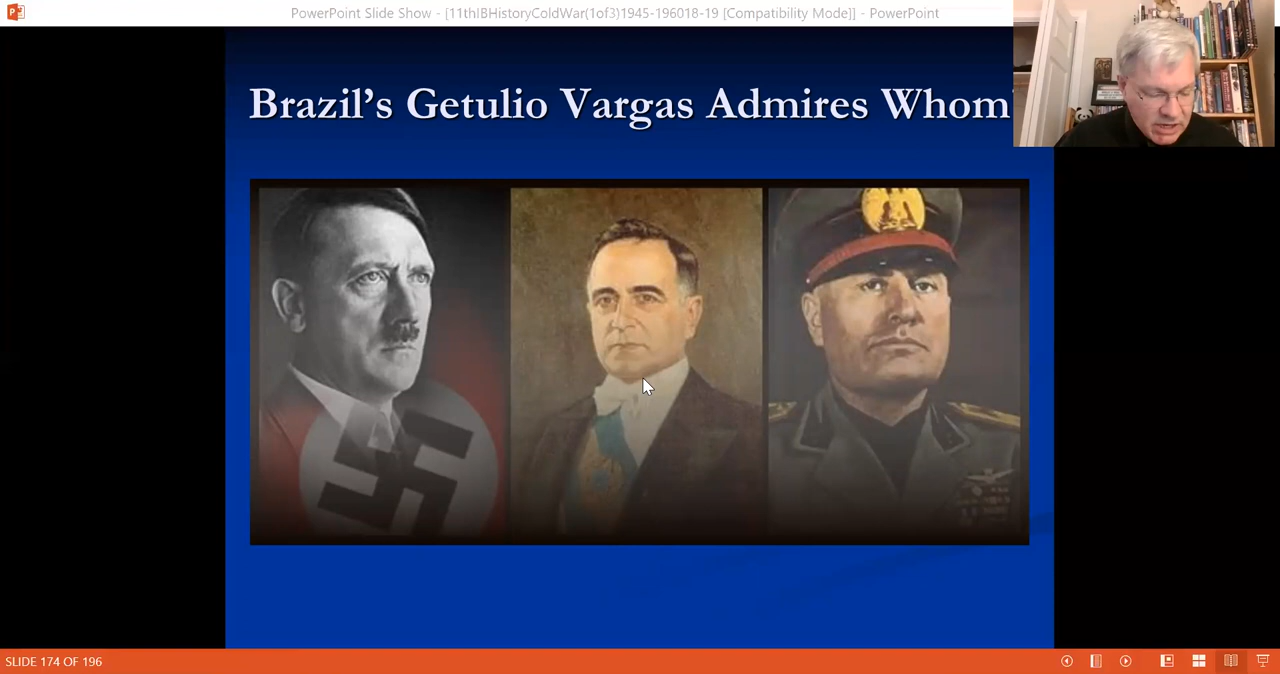 PowerPoint Slide Show - [11thIBHistoryColdWar(1of3)1945-196018-19 [Compatibility Mode]] - PowerPoint
Brazil’s Getulio Vargas Admires Whom
SLIDE 174 OF 196